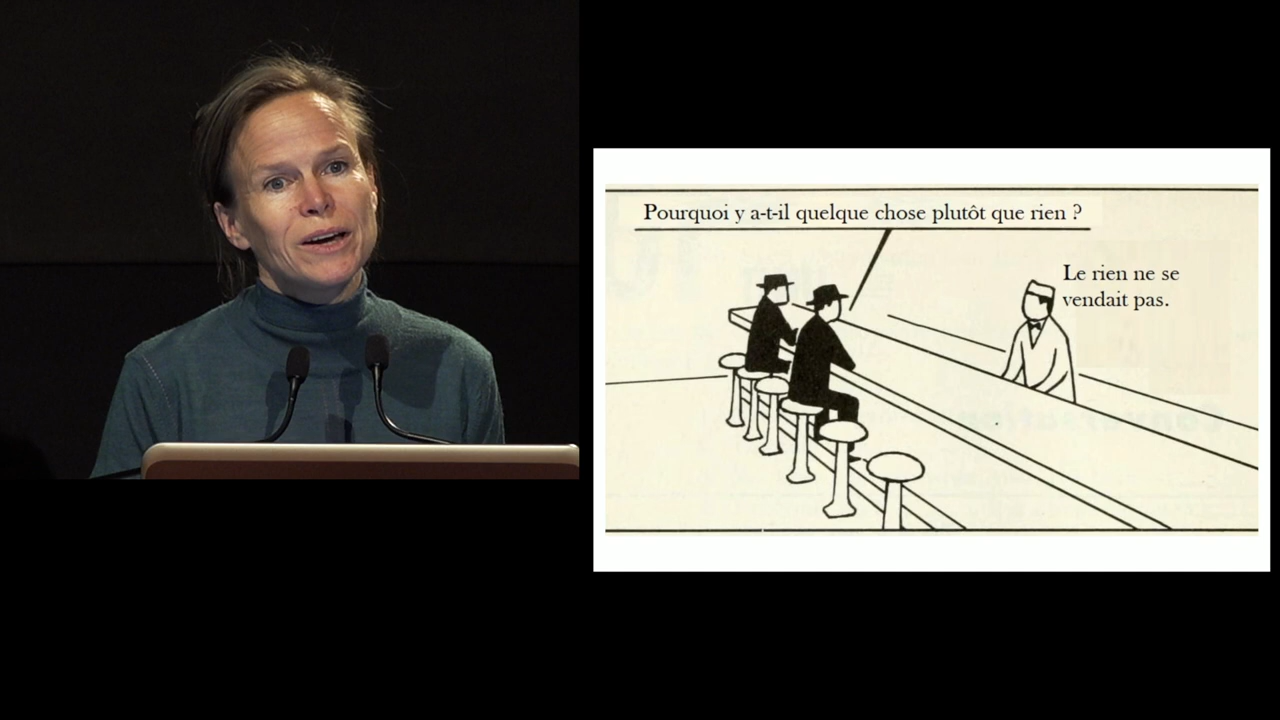 Pourquoi y a-t-il quelque chose plutôt que rien ?
Le rien ne se
vendait pas.